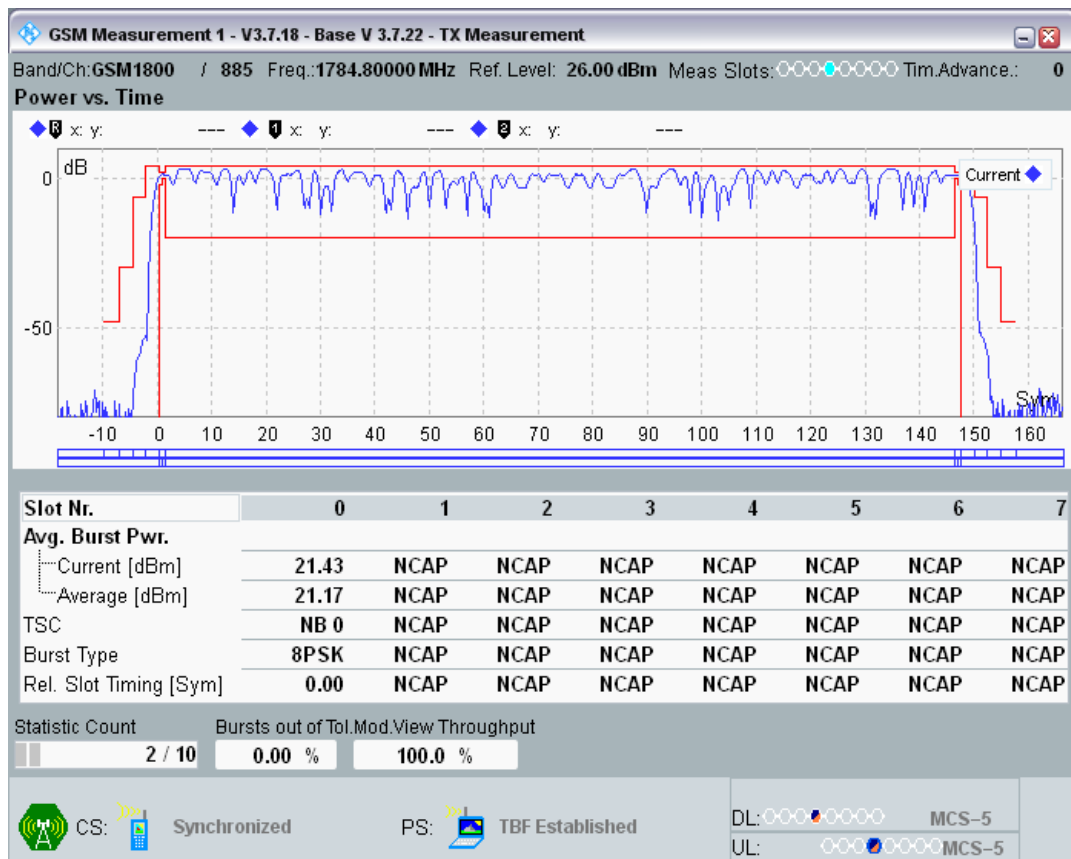 GSM Measurement 1 - V3.7.18 - Base V 3.7.22 - TX Measurement
Band/Ch:GSM1800 / 885 Freq.:1784.80000 MHz Ref. Level: 26.00 dBm Meas Slots: Tim.Advance.: 0
Power vs. Time
R x: y: --- 1 x: y: --- 2 x: y: ---
dB
0
Current
-50
Sym
-10 0 10 20 30 40 50 60 70 80 90 100 110 120 130 140 150 160
Slot Nr. 0 1 2 3 4 5 6 7
Avg. Burst Pwr.
Current [dBm] 21.43 NCAP NCAP NCAP NCAP NCAP NCAP NCAP
Average [dBm] 21.17 NCAP NCAP NCAP NCAP NCAP NCAP NCAP
TSC NB 0 NCAP NCAP NCAP NCAP NCAP NCAP NCAP
Burst Type 8PSK NCAP NCAP NCAP NCAP NCAP NCAP NCAP
Rel. Slot Timing [Sym] 0.00 NCAP NCAP NCAP NCAP NCAP NCAP NCAP
Statistic Count Bursts out of Tol.Mod.View Throughput
2 / 10 0.00 % 100.0 %
CS: Synchronized PS: TBF Established DL: MCS-5
UL: MCS-5